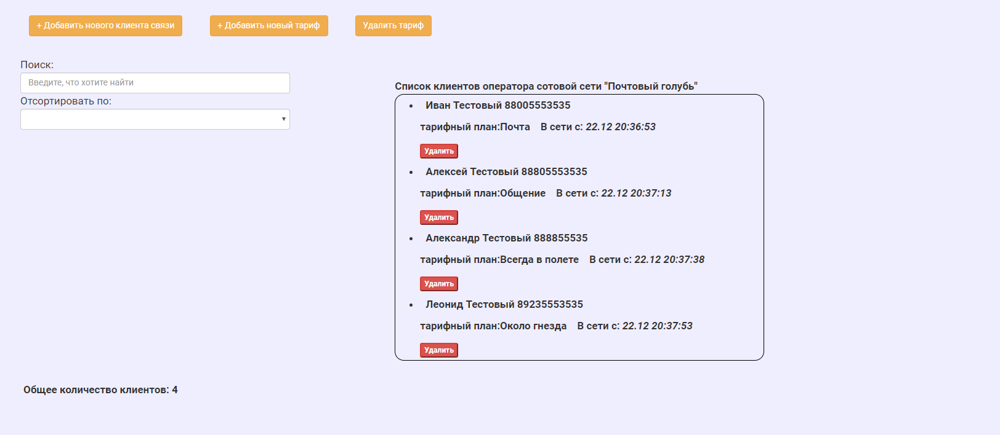 + Добавить нового клиента связи + Добавить новый тариф Удалить тариф
Поиск:
Введите, что хотите найти
Отсортировать по:
Список клиентов оператора сотовой сети "Почтовый голубь"
Иван Тестовый 88005553535
тарифный план:Почта В сети с: 22.12 20:36:53
Удалить
Алексей Тестовый 88805553535
тарифный план:Общение В сети с: 22.12 20:37:13
Удалить
Александр Тестовый 888855535
тарифный план:Всегда в полете В сети с: 22.12 20:37:38
Удалить
Леонид Тестовый 89235553535
тарифный план:Около гнезда В сети с: 22.12 20:37:53
Удалить
Общее количество клиентов: 4